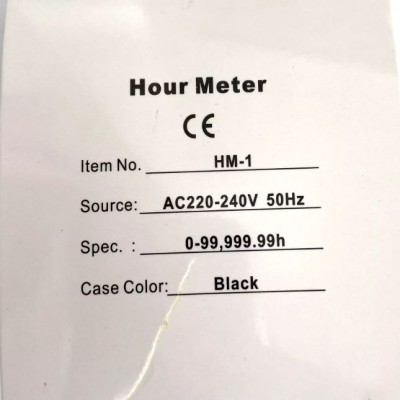 Hour Meter
CE
Item No. HM-1
Source: AC220-240V 50Hz
Spec. : 0-99,999.99h
Case Color: Black